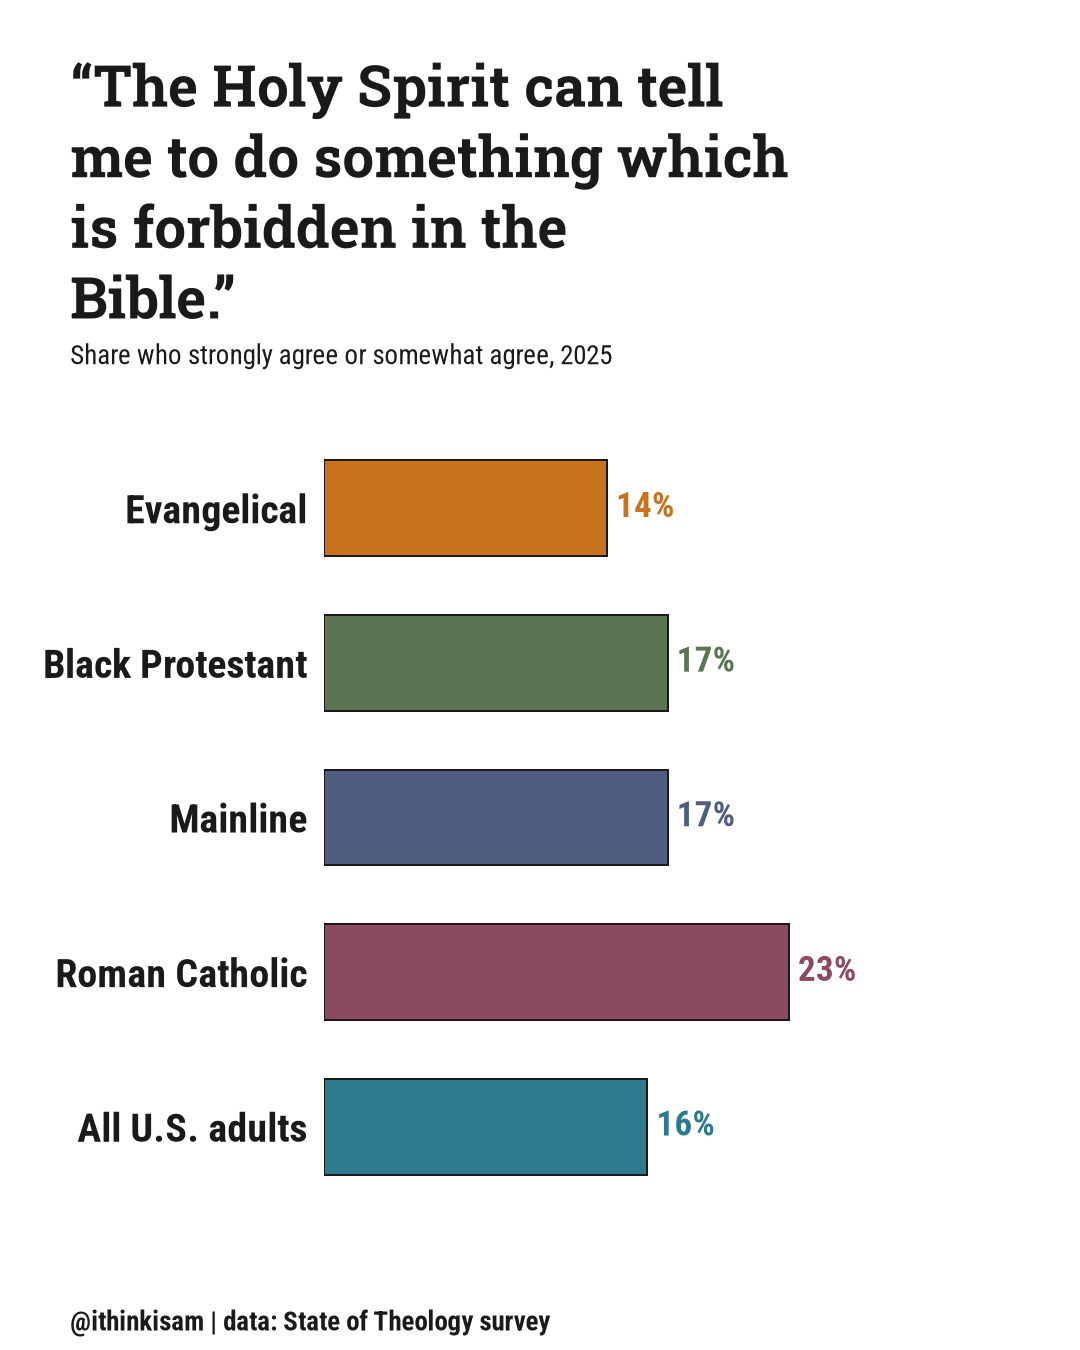 “The Holy Spirit can tell
me to do something which
is forbidden in the
Bible.”
Share who strongly agree or somewhat agree, 2025
Evangelical 14%
Black Protestant 17%
Mainline 17%
Roman Catholic 23%
All U.S. adults 16%
@ithinkisam | data: State of Theology survey